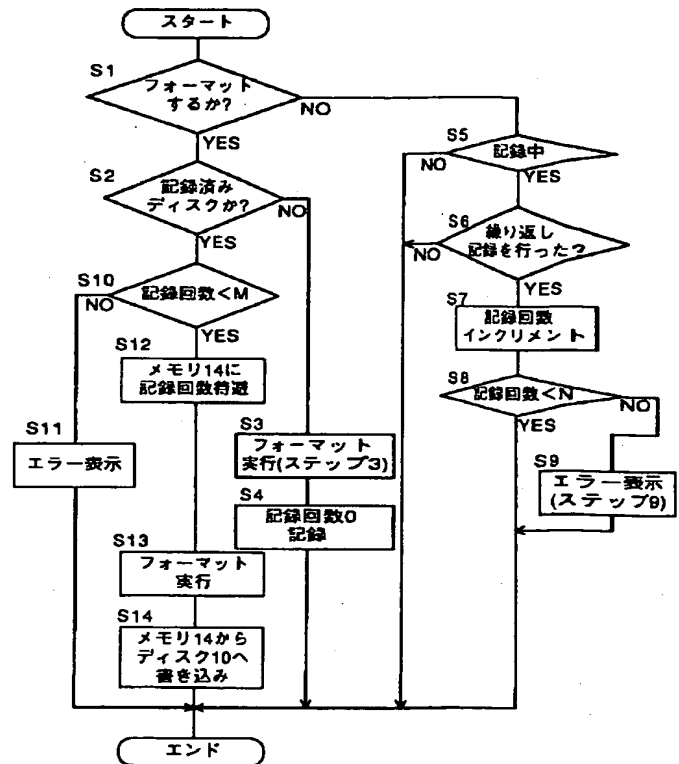 スタート
S1
フォーマット
するか?
NO
YES
S2
記録済み
ディスクか?
NO
YES
S10
記録回数<M
NO
YES
S12
メモリ14に
記録回数待避
S11
エラー表示
S3
フォーマット
実行(ステップ3)
S4
記録回数0
記録
S13
フォーマット
実行
S14
メモリ14から
ディスク10へ
書き込み
エンド
S5
記録中
NO
YES
S6
繰り返し
記録を行った?
NO
YES
S7
記録回数
インクリメント
S8
記録回数<N
NO
YES
S9
エラー表示
(ステップ9)